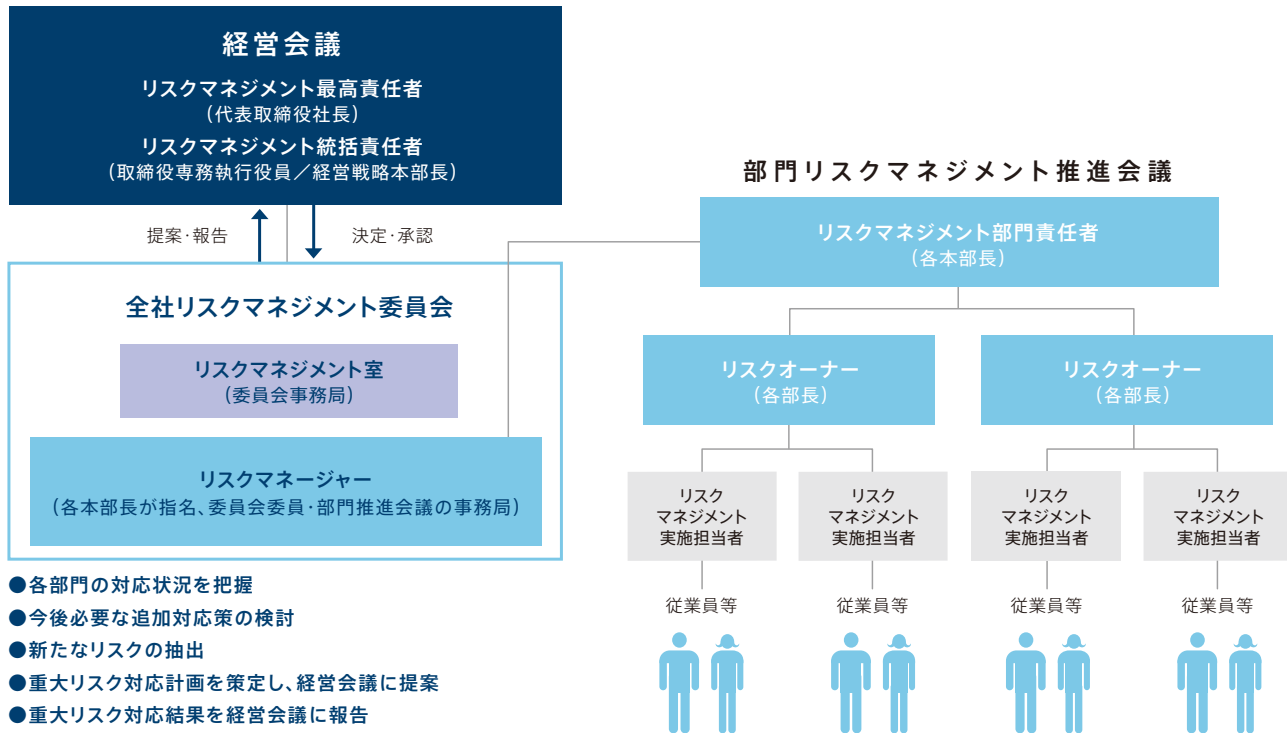 経営会議
リスクマネジメント最高責任者
(代表取締役社長)
リスクマネジメント統括責任者
(取締役専務執行役員／経営戦略本部長)
提案・報告
決定・承認
全社リスクマネジメント委員会
リスクマネジメント室
(委員会事務局)
リスクマネージャー
(各本部長が指名、委員会委員・部門推進会議の事務局)
●各部門の対応状況を把握
●今後必要な追加対応策の検討
●新たなリスクの抽出
●重大リスク対応計画を策定し、経営会議に提案
●重大リスク対応結果を経営会議に報告
部門リスクマネジメント推進会議
リスクマネジメント部門責任者
(各本部長)
リスクオーナー
(各部長)
リスクオーナー
(各部長)
リスク
マネジメント
実施担当者
リスク
マネジメント
実施担当者
リスク
マネジメント
実施担当者
リスク
マネジメント
実施担当者
従業員等
従業員等
従業員等
従業員等